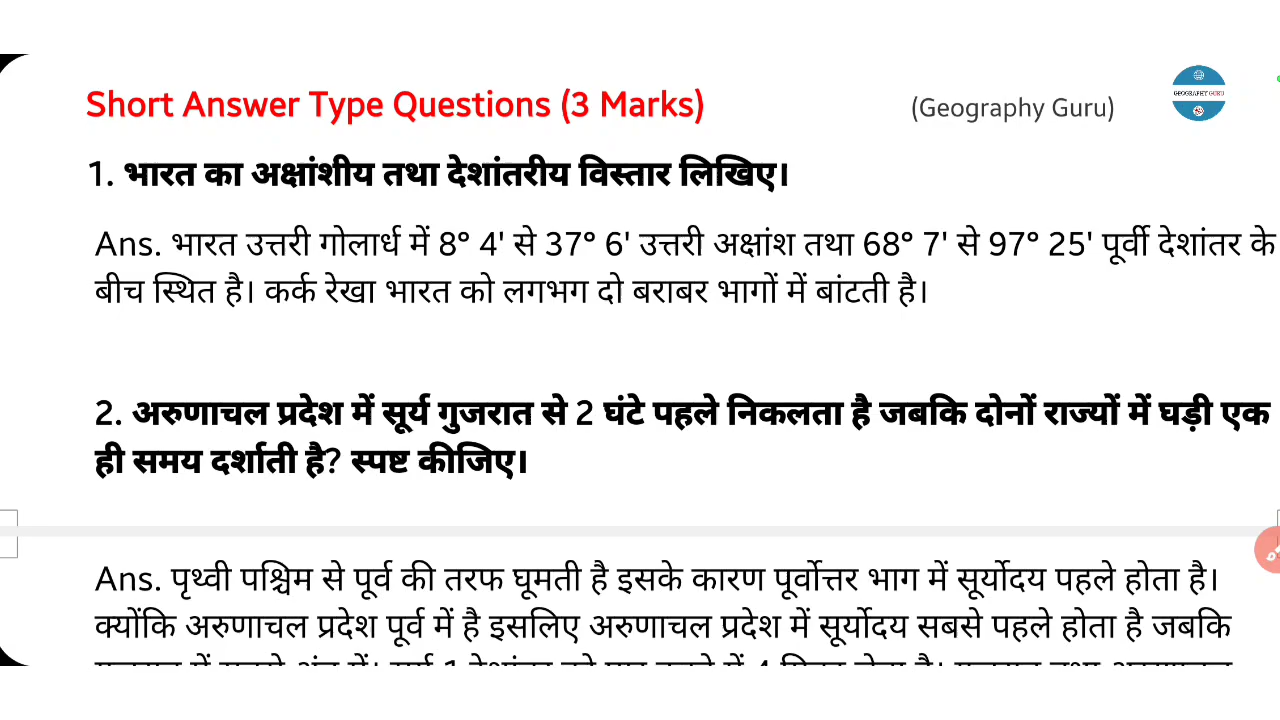 Short Answer Type Questions (3 Marks)
(Geography Guru)
GEOGRAPHY GURU
1. भारत का अक्षांशीय तथा देशांतरीय विस्तार लिखिए।
Ans. भारत उत्तरी गोलार्ध में 8° 4' से 37° 6' उत्तरी अक्षांश तथा 68° 7' से 97° 25' पूर्वी देशांतर के
बीच स्थित है। कर्क रेखा भारत को लगभग दो बराबर भागों में बांटती है।
2. अरुणाचल प्रदेश में सूर्य गुजरात से 2 घंटे पहले निकलता है जबकि दोनों राज्यों में घड़ी एक
ही समय दर्शाती है? स्पष्ट कीजिए।
Ans. पृथ्वी पश्चिम से पूर्व की तरफ घूमती है इसके कारण पूर्वोत्तर भाग में सूर्योदय पहले होता है।
क्योंकि अरुणाचल प्रदेश पूर्व में है इसलिए अरुणाचल प्रदेश में सूर्योदय सबसे पहले होता है जबकि